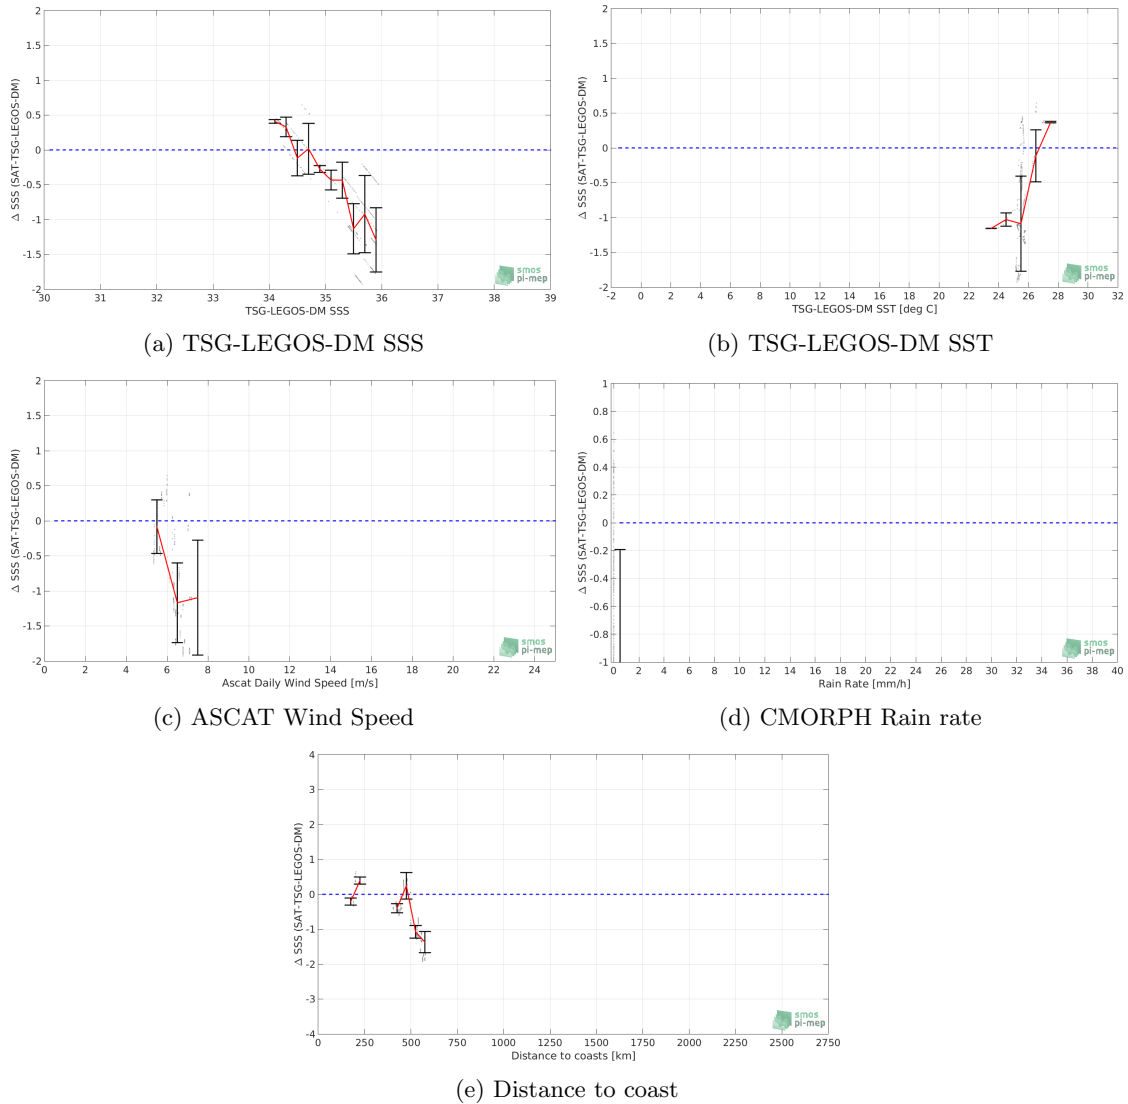 2
1.5
1
0.5
0
-0.5
-1
-1.5
-2
Δ SSS (SAT-TSG-LEGOS-DM)
30 31 32 33 34 35 36 37 38 39
TSG-LEGOS-DM SSS
smos
pi-mep
(a) TSG-LEGOS-DM SSS
2
1.5
1
0.5
0
-0.5
-1
-1.5
-2
Δ SSS (SAT-TSG-LEGOS-DM)
-2 0 2 4 6 8 10 12 14 16 18 20 22 24 26 28 30 32
TSG-LEGOS-DM SST [deg C]
smos
pi-mep
(b) TSG-LEGOS-DM SST
2
1.5
1
0.5
0
-0.5
-1
-1.5
-2
Δ SSS (SAT-TSG-LEGOS-DM)
0 2 4 6 8 10 12 14 16 18 20 22 24
Ascat Daily Wind Speed [m/s]
smos
pi-mep
(c) ASCAT Wind Speed
1
0.8
0.6
0.4
0.2
0
-0.2
-0.4
-0.6
-0.8
-1
Δ SSS (SAT-TSG-LEGOS-DM)
0 2 4 6 8 10 12 14 16 18 20 22 24 26 28 30 32 34 36 38 40
Rain Rate [mm/h]
smos
pi-mep
(d) CMORPH Rain rate
4
3
2
1
0
-1
-2
-3
-4
Δ SSS (SAT-TSG-LEGOS-DM)
0 250 500 750 1000 1250 1500 1750 2000 2250 2500 2750
Distance to coasts [km]
smos
pi-mep
(e) Distance to coast